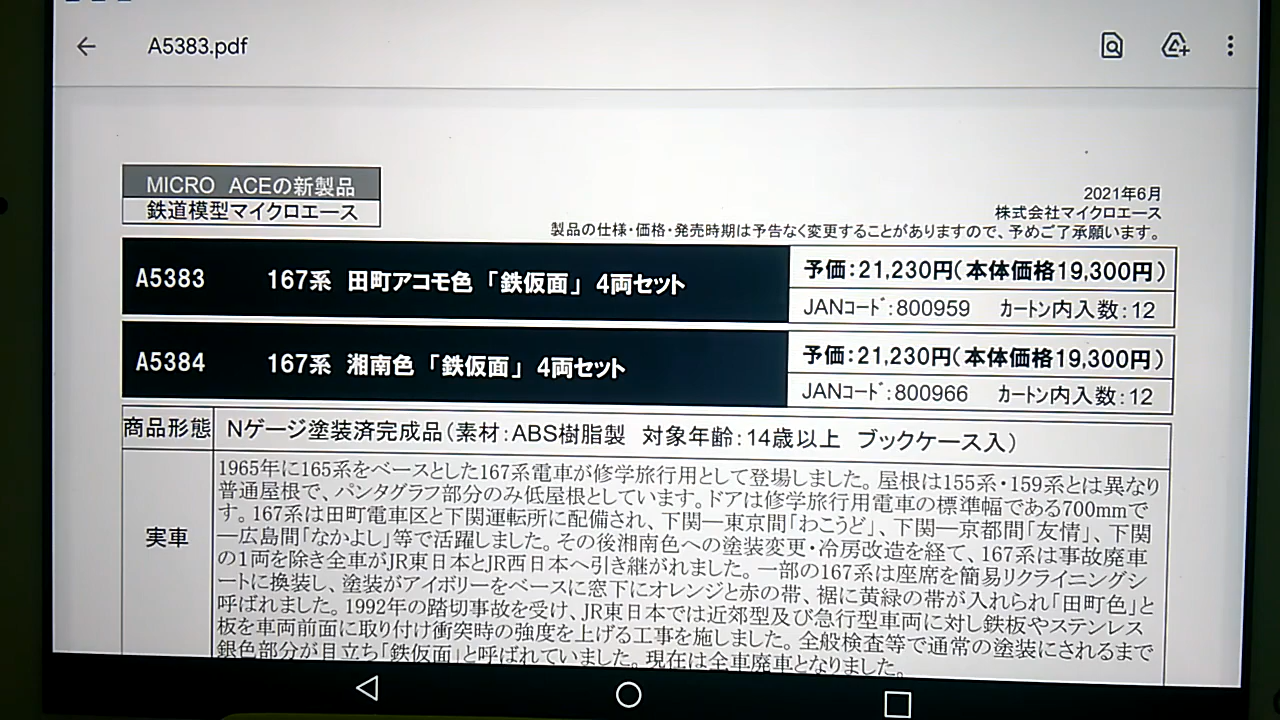 A5383.pdf
MICRO ACEの新製品
鉄道模型マイクロエース
2021年6月
株式会社マイクロエース
製品の仕様・価格・発売時期は予告なく変更することがありますので、予めご了承願います。
A5383 167系 田町アコモ色 「鉄仮面」 4両セット
予価:21,230円(本体価格19,300円)
JANコード:800959 カートン内入数:12
A5384 167系 湘南色 「鉄仮面」 4両セット
予価:21,230円(本体価格19,300円)
JANコード:800966 カートン内入数:12
商品形態 Nゲージ塗装済完成品(素材:ABS樹脂製 対象年齢:14歳以上 ブックケース入)
実車
1965年に165系をベースとした167系電車が修学旅行用として登場しました。屋根は155系・159系とは異なり
普通屋根で、パンタグラフ部分のみ低屋根としています。ドアは修学旅行用電車の標準幅である700mmで
す。167系は田町電車区と下関運転所に配備され、下関―東京間「わこうど」、下関―京都間「友情」、下関
―広島間「なかよし」等で活躍しました。その後湘南色への塗装変更・冷房改造を経て、167系は事故廃車
の1両を除き全車がJR東日本とJR西日本へ引き継がれました。一部の167系は座席を簡易リクライニングシ
ートに換装し、塗装がアイボリーをベースに窓下にオレンジと赤の帯、裾に黄緑の帯が入れられ「田町色」と
呼ばれました。1992年の踏切事故を受け、JR東日本では近郊型及び急行型車両に対し鉄板やステンレス
板を車両前面に取り付け衝突時の強度を上げる工事を施しました。全般検査等で通常の塗装にされるまで
銀色部分が目立ち「鉄仮面」と呼ばれていました。現在は全車廃車となりました。